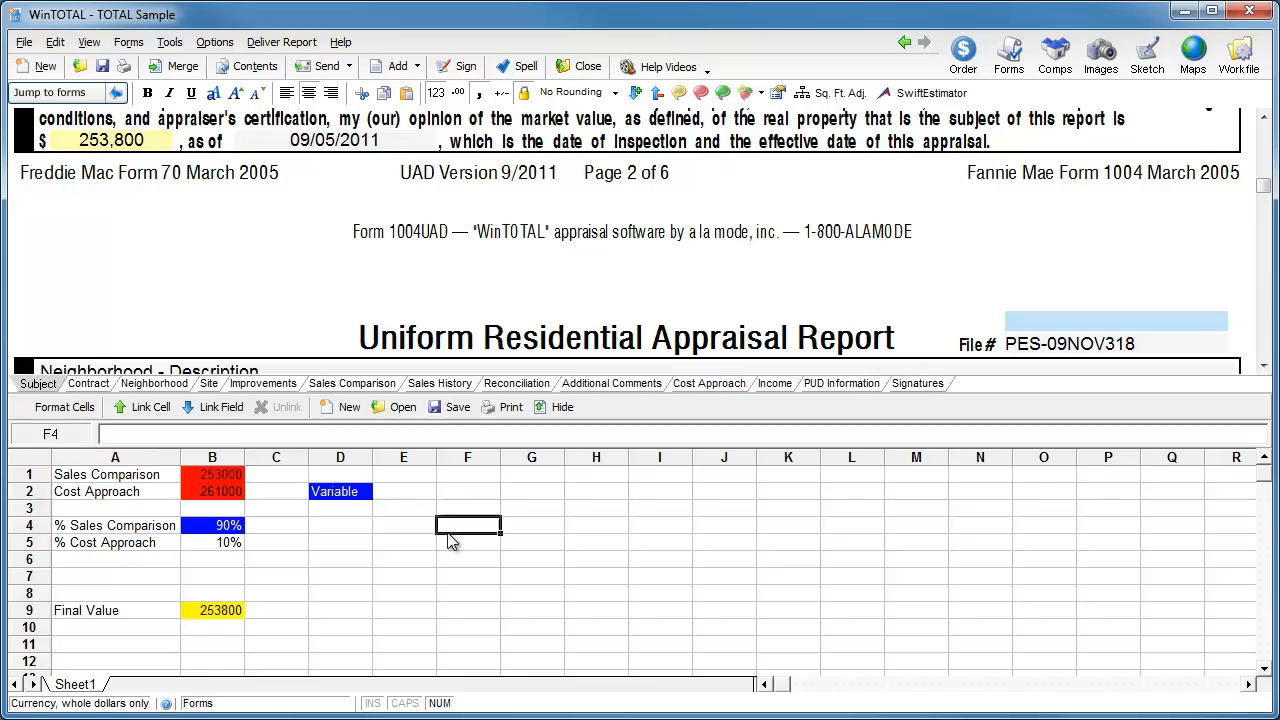 WinTOTAL - TOTAL Sample
File Edit View Forms Tools Options Deliver Report Help
New Merge Contents Send Add Sign Spell Close Help Videos
Order Forms Comps Images Sketch Maps Workfile
Jump to forms B I U A A A 123 .00 , +- No Rounding Sq. Ft. Adj. SwiftEstimator
conditions, and appraiser's certification, my (our) opinion of the market value, as defined, of the real property that is the subject of this report is
$ 253,800 , as of 09/05/2011 , which is the date of inspection and the effective date of this appraisal.
Freddie Mac Form 70 March 2005 UAD Version 9/2011 Page 2 of 6 Fannie Mae Form 1004 March 2005
Form 1004UAD — "WinTOTAL" appraisal software by a la mode, inc. — 1-800-ALAMODE
Uniform Residential Appraisal Report File # PES-09NOV318
Neighborhood - Description
Subject Contract Neighborhood Site Improvements Sales Comparison Sales History Reconciliation Additional Comments Cost Approach Income PUD Information Signatures
Format Cells Link Cell Link Field Unlink New Open Save Print Hide
F4
A B C D E F G H I J K L M N O P Q R
1 Sales Comparison 253000
2 Cost Approach 261000 Variable
3
4 % Sales Comparison 90%
5 % Cost Approach 10%
6
7
8
9 Final Value 253800
10
11
12
Sheet1
Currency, whole dollars only Forms INS CAPS NUM